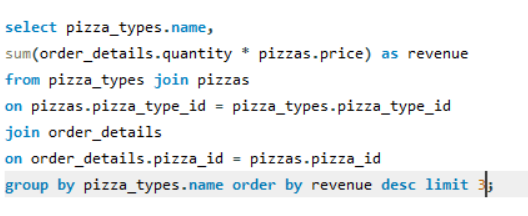 select pizza_types.name,
sum(order_details.quantity * pizzas.price) as revenue
from pizza_types join pizzas
on pizzas.pizza_type_id = pizza_types.pizza_type_id
join order_details
on order_details.pizza_id = pizzas.pizza_id
group by pizza_types.name order by revenue desc limit 3;